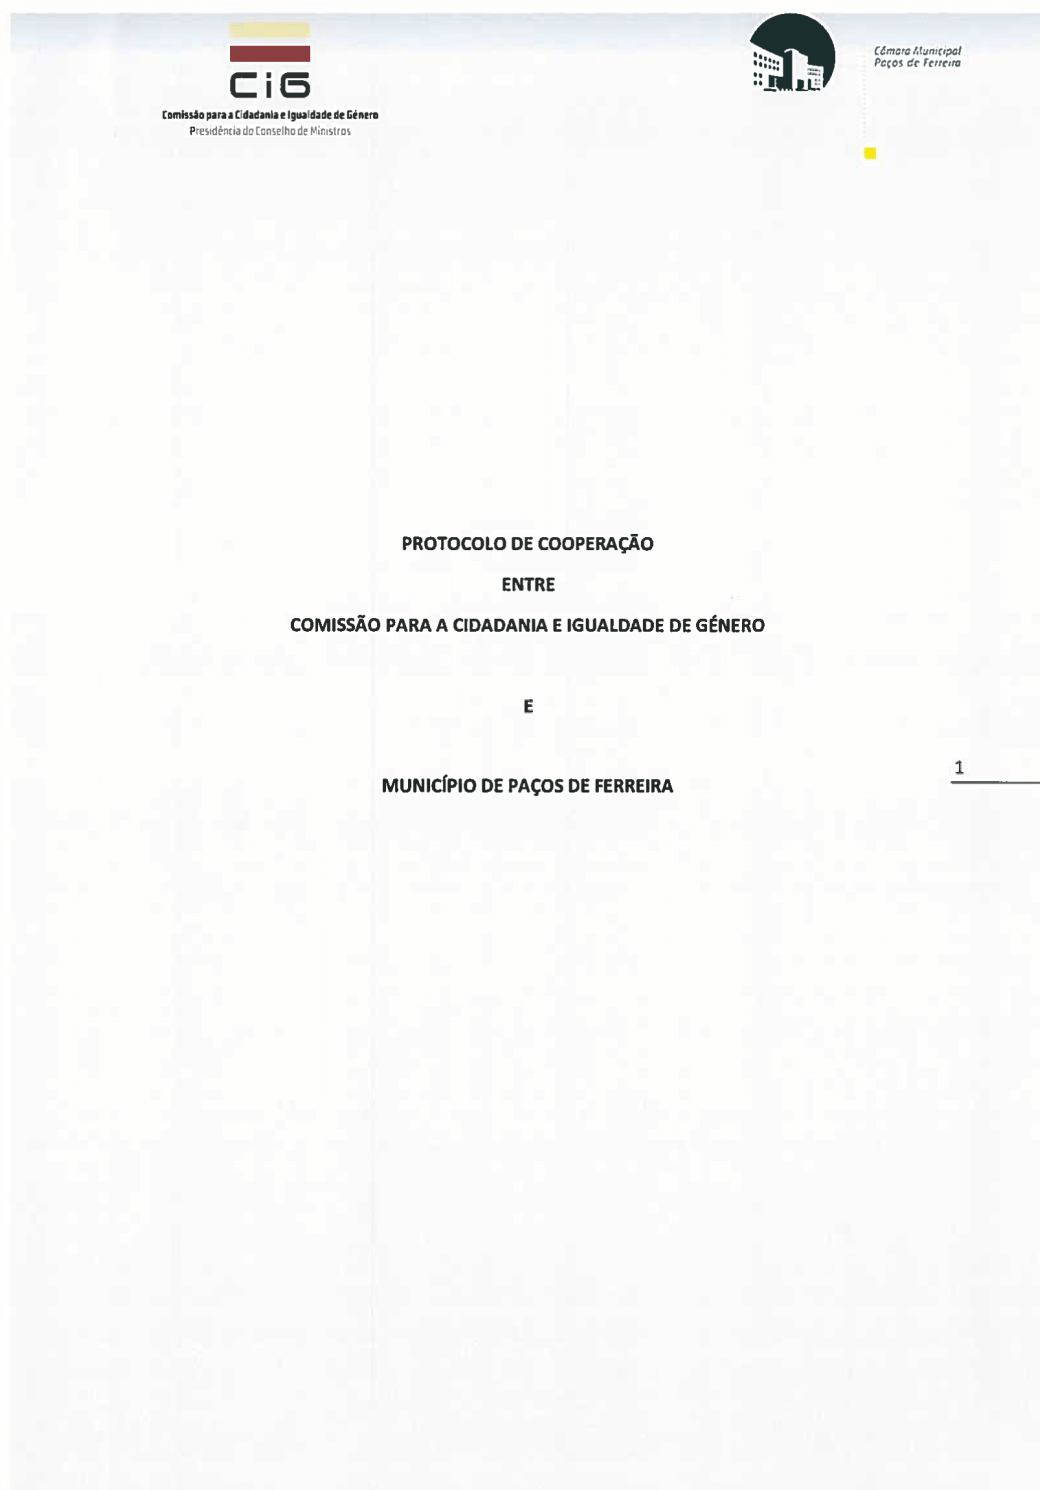 CiG
Comissão para a Cidadania e Igualdade de Género
Presidência do Conselho de Ministros
Câmara Municipal
Paços de Ferreira
PROTOCOLO DE COOPERAÇÃO
ENTRE
COMISSÃO PARA A CIDADANIA E IGUALDADE DE GÉNERO
E
1
MUNICÍPIO DE PAÇOS DE FERREIRA